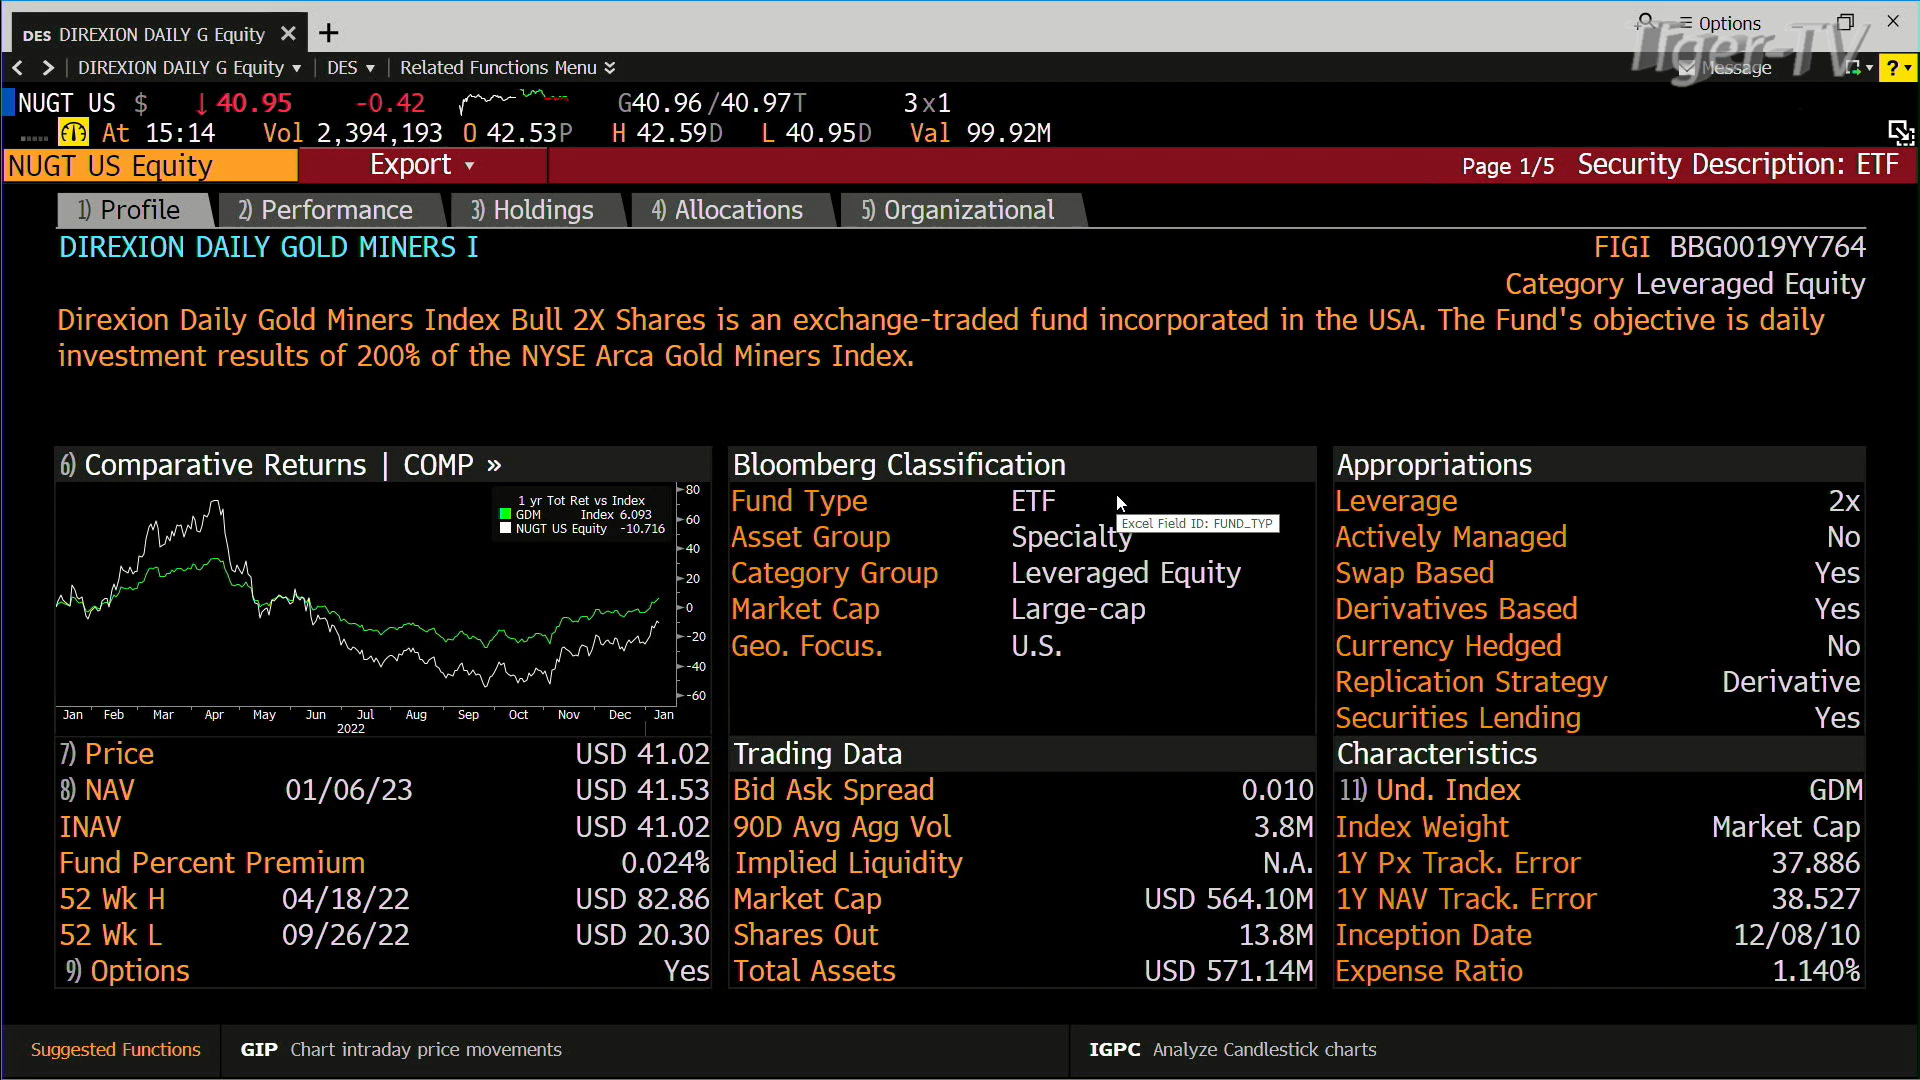 DES DIREXION DAILY G Equity × +
Options
< > DIREXION DAILY G Equity ▾ DES ▾ Related Functions Menu
Message
Tiger-TV
? ▾
NUGT US $ ↓40.95 -0.42 G40.96/40.97T 3x1
At 15:14 Vol 2,394,193 O 42.53P H 42.59D L 40.95D Val 99.92M
NUGT US Equity Export ▾ Page 1/5 Security Description: ETF
1) Profile 2) Performance 3) Holdings 4) Allocations 5) Organizational
DIREXION DAILY GOLD MINERS I FIGI BBG0019YY764
Category Leveraged Equity
Direxion Daily Gold Miners Index Bull 2X Shares is an exchange-traded fund incorporated in the USA. The Fund's objective is daily
investment results of 200% of the NYSE Arca Gold Miners Index.
6) Comparative Returns | COMP »
1 yr Tot Ret vs Index
GDM Index 6.093
NUGT US Equity -10.716
80
60
40
20
0
-20
-40
-60
Jan Feb Mar Apr May Jun Jul Aug Sep Oct Nov Dec Jan
2022
7) Price USD 41.02
8) NAV 01/06/23 USD 41.53
INAV USD 41.02
Fund Percent Premium 0.024%
52 Wk H 04/18/22 USD 82.86
52 Wk L 09/26/22 USD 20.30
9) Options Yes
Bloomberg Classification
Fund Type ETF
Excel Field ID: FUND_TYP
Asset Group Specialty
Category Group Leveraged Equity
Market Cap Large-cap
Geo. Focus. U.S.
Trading Data
Bid Ask Spread 0.010
90D Avg Agg Vol 3.8M
Implied Liquidity N.A.
Market Cap USD 564.10M
Shares Out 13.8M
Total Assets USD 571.14M
Appropriations
Leverage 2x
Actively Managed No
Swap Based Yes
Derivatives Based Yes
Currency Hedged No
Replication Strategy Derivative
Securities Lending Yes
Characteristics
11) Und. Index GDM
Index Weight Market Cap
1Y Px Track. Error 37.886
1Y NAV Track. Error 38.527
Inception Date 12/08/10
Expense Ratio 1.140%
Suggested Functions GIP Chart intraday price movements IGPC Analyze Candlestick charts